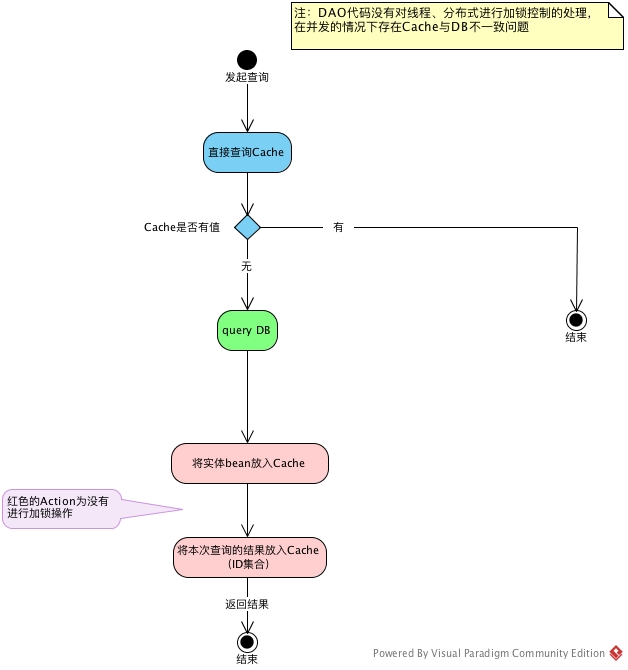 注：DAO代码没有对线程、分布式进行加锁控制的处理，
在并发的情况下存在Cache与DB不一致问题
发起查询
直接查询Cache
Cache是否有值
有
无
结束
query DB
将实体bean放入Cache
红色的Action为没有
进行加锁操作
将本次查询的结果放入Cache
（ID集合）
返回结果
结束
Powered By Visual Paradigm Community Edition